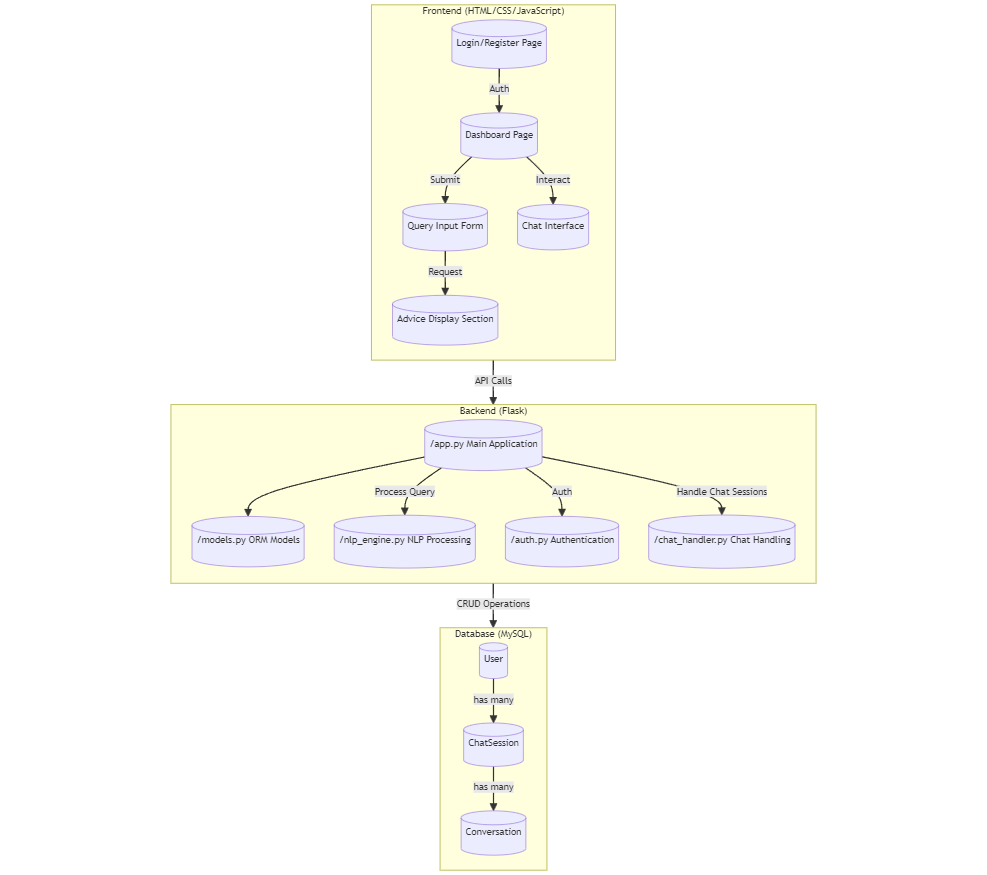 Frontend (HTML/CSS/JavaScript)
Login/Register Page
Auth
Dashboard Page
Submit
Interact
Query Input Form
Chat Interface
Request
Advice Display Section
API Calls
Backend (Flask)
/app.py Main Application
Process Query
Auth
Handle Chat Sessions
/models.py ORM Models
/nlp_engine.py NLP Processing
/auth.py Authentication
/chat_handler.py Chat Handling
CRUD Operations
Database (MySQL)
User
has many
ChatSession
has many
Conversation